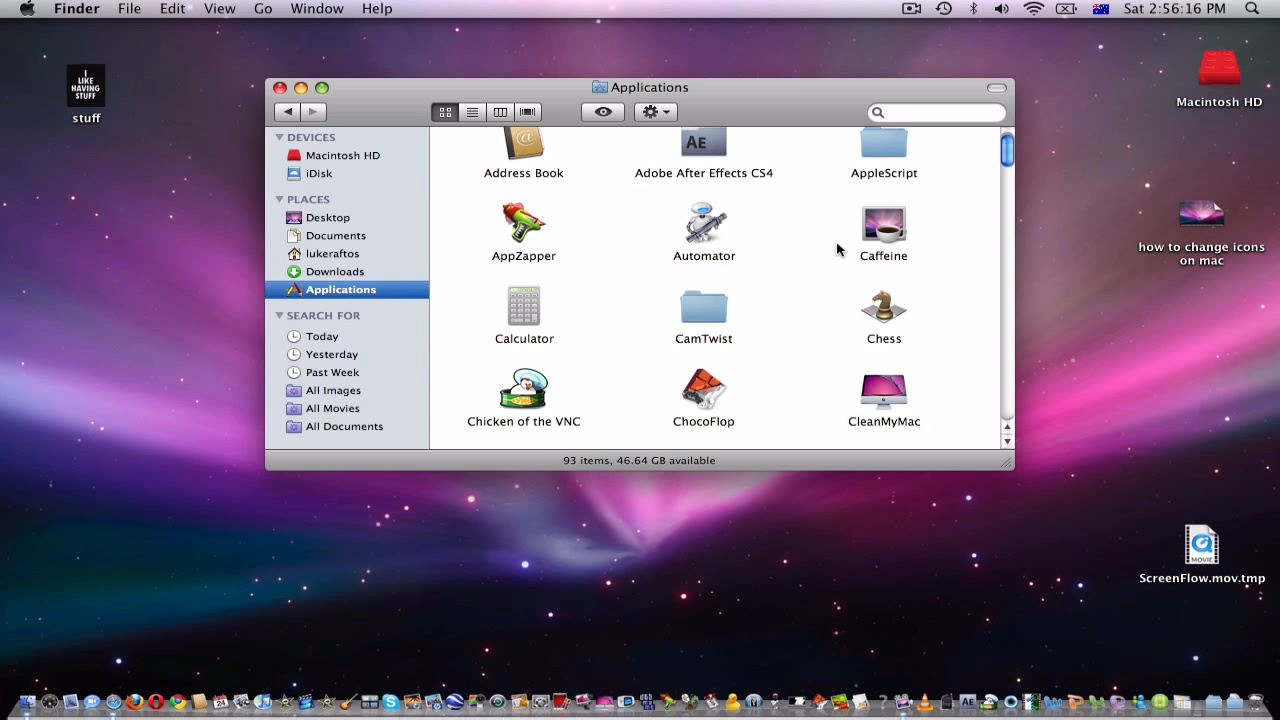 Finder File Edit View Go Window Help Sat 2:56:16 PM
I LIKE HAVING STUFF
stuff
Macintosh HD
how to change icons
on mac
MOVIE
ScreenFlow.mov.tmp
Applications
DEVICES
Macintosh HD
iDisk
PLACES
Desktop
Documents
lukeraftos
Downloads
Applications
SEARCH FOR
Today
Yesterday
Past Week
All Images
All Movies
All Documents
@ AE
Address Book Adobe After Effects CS4 AppleScript
AppZapper Automator Caffeine
Calculator CamTwist Chess
Chicken of the VNC ChocoFlop CleanMyMac
93 items, 46.64 GB available
24 AE